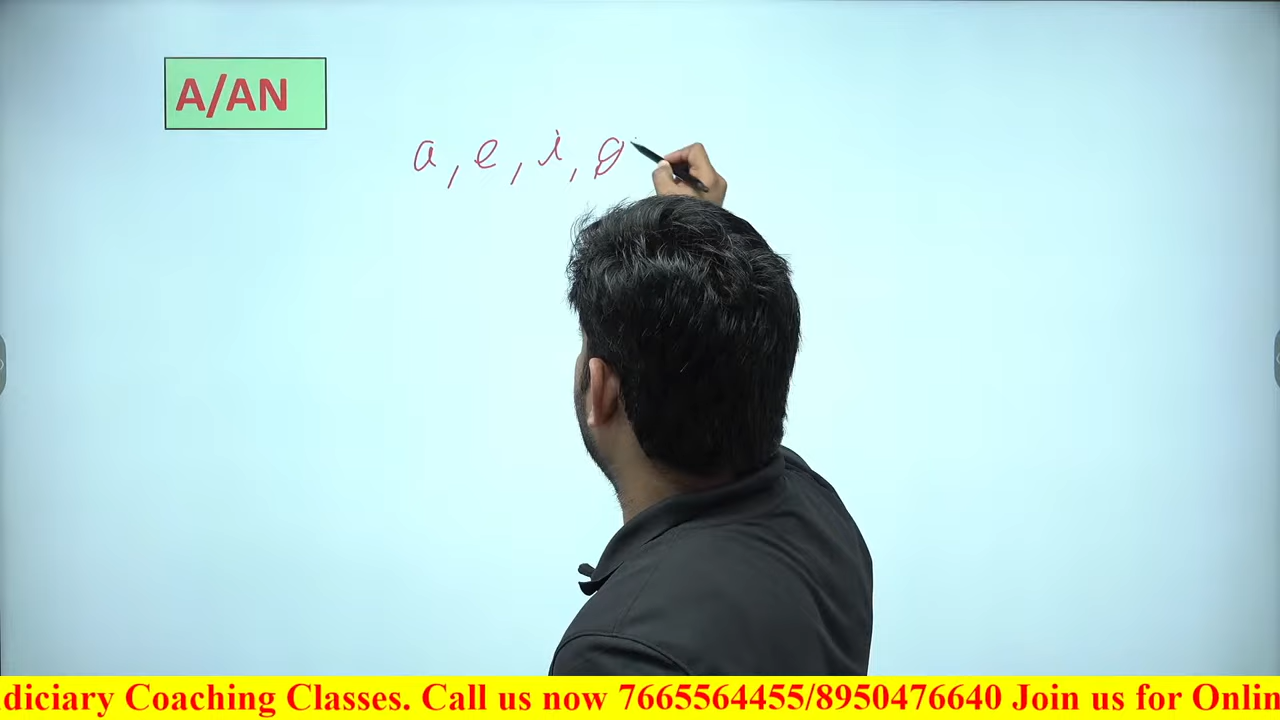 A/AN
a, e, i, o
diciary Coaching Classes. Call us now 7665564455/8950476640 Join us for Onlin